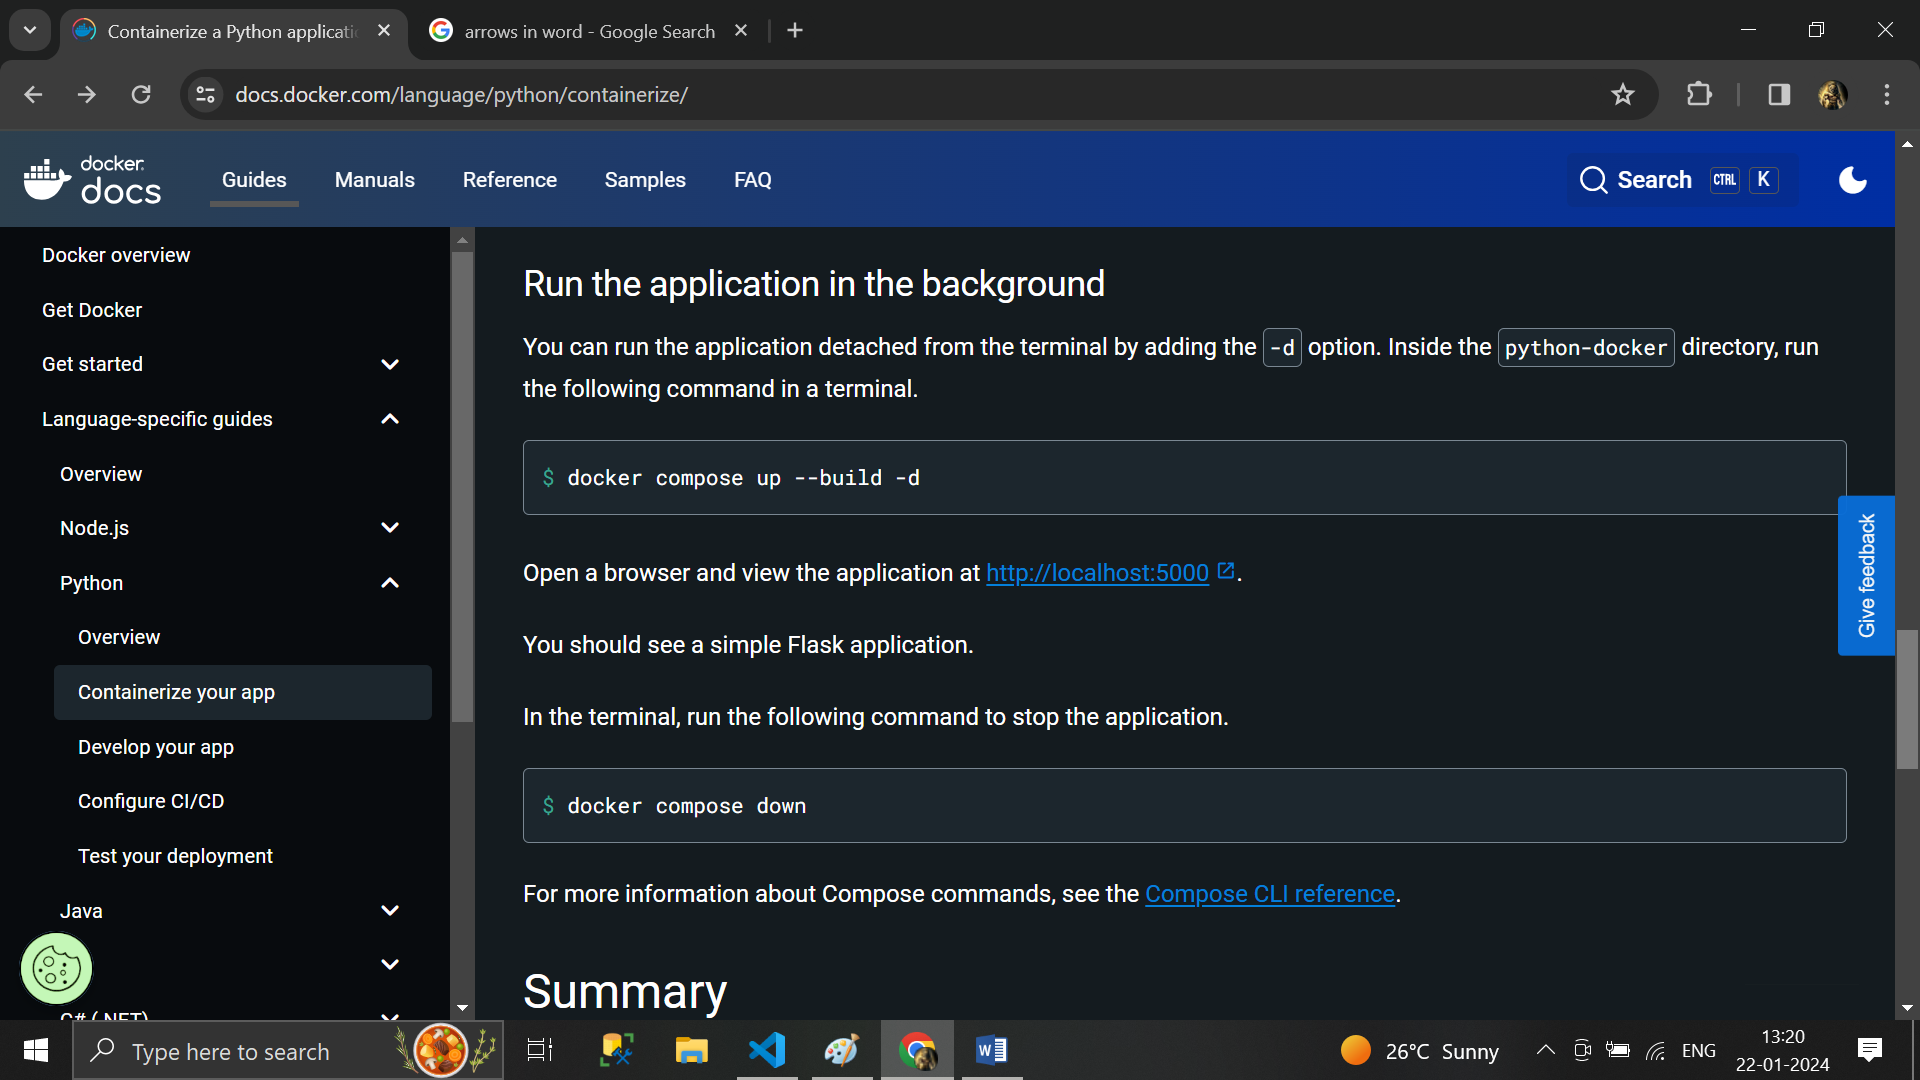 Containerize a Python applicati
arrows in word - Google Search
docs.docker.com/language/python/containerize/
docker
docs
Guides
Manuals
Reference
Samples
FAQ
Search
CTRL
K
Docker overview
Get Docker
Get started
Language-specific guides
Overview
Node.js
Python
Overview
Containerize your app
Develop your app
Configure CI/CD
Test your deployment
Java
C# (.NET)
Run the application in the background
You can run the application detached from the terminal by adding the -d option. Inside the python-docker directory, run
the following command in a terminal.
$ docker compose up --build -d
Open a browser and view the application at http://localhost:5000.
You should see a simple Flask application.
In the terminal, run the following command to stop the application.
$ docker compose down
For more information about Compose commands, see the Compose CLI reference.
Summary
Give feedback
Type here to search
W
26°C Sunny
ENG
13:20
22-01-2024